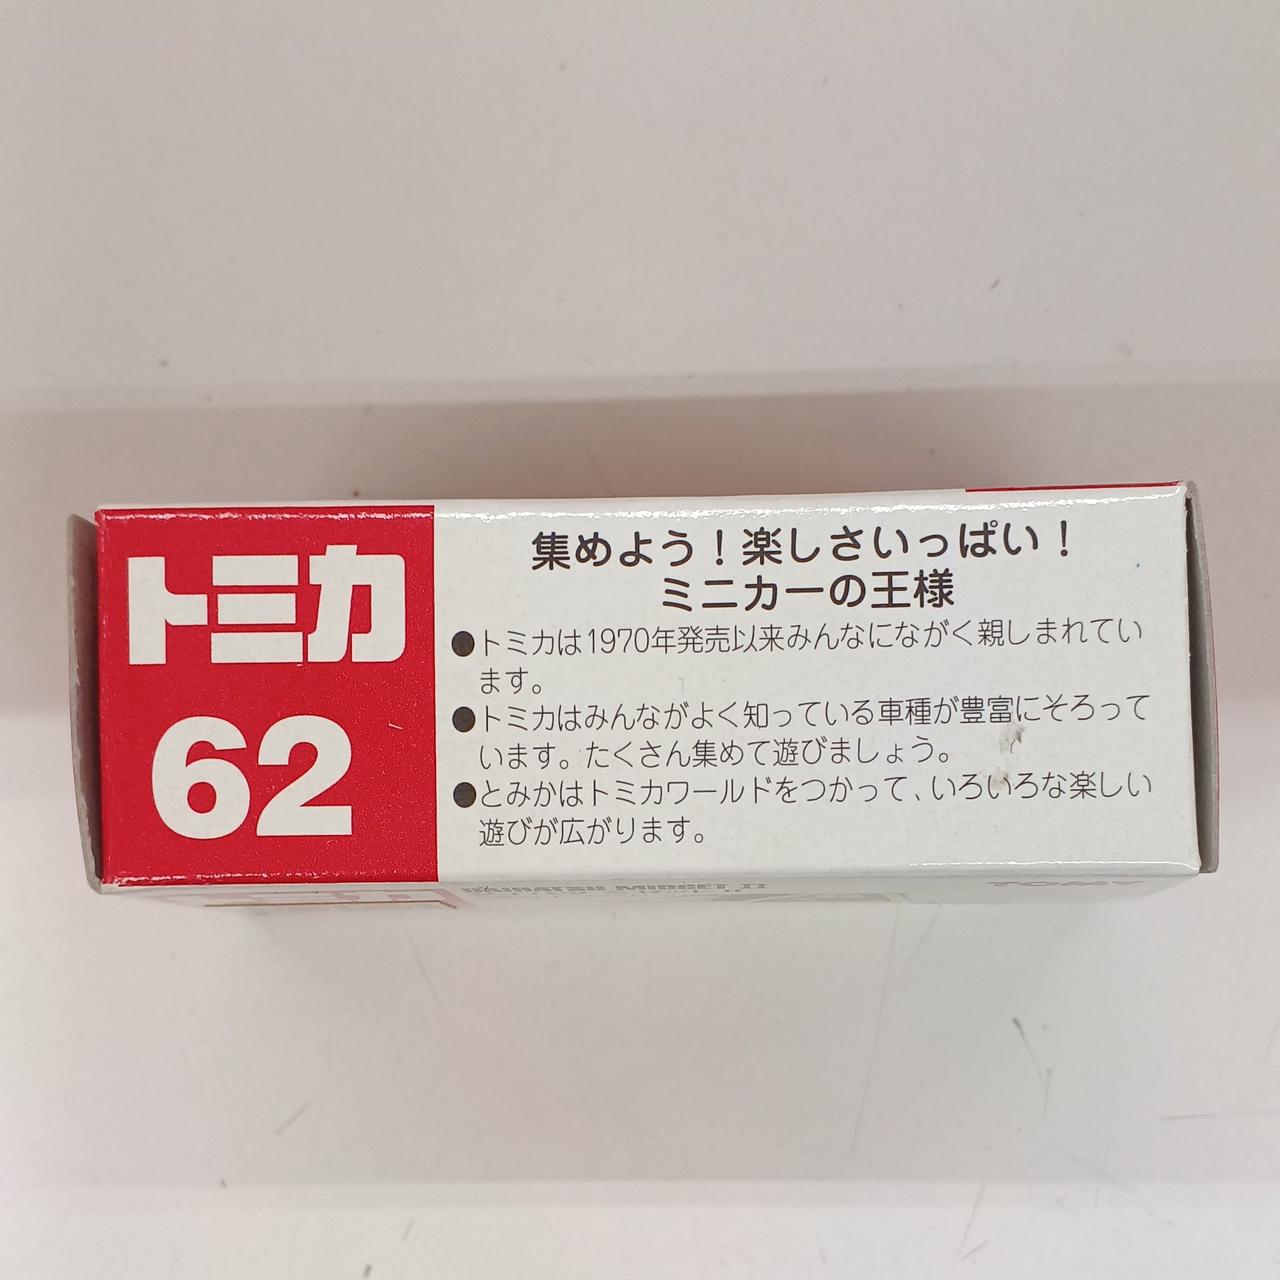 トミカ
62
集めよう！楽しさいっぱい！
ミニカーの王様
●トミカは1970年発売以来みんなにながく親しまれてい
ます。
●トミカはみんながよく知っている車種が豊富にそろって
います。たくさん集めて遊びましょう。
●とみかはトミカワールドをつかって、いろいろな楽しい
遊びが広がります。
DAIHATSU MIDGET II
TOMY